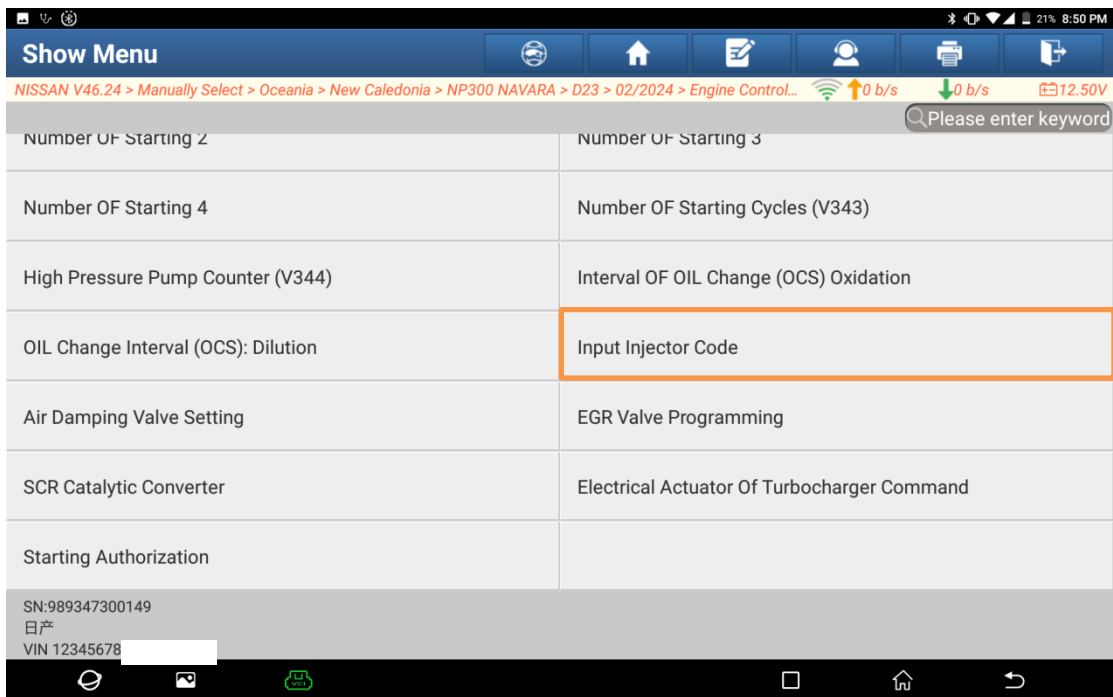 21% 8:50 PM
Show Menu
NISSAN V46.24 > Manually Select > Oceania > New Caledonia > NP300 NAVARA > D23 > 02/2024 > Engine Control... 0 b/s 0 b/s 12.50V
Please enter keyword
Number OF Starting 2 Number OF Starting 3
Number OF Starting 4 Number OF Starting Cycles (V343)
High Pressure Pump Counter (V344) Interval OF OIL Change (OCS) Oxidation
OIL Change Interval (OCS): Dilution Input Injector Code
Air Damping Valve Setting EGR Valve Programming
SCR Catalytic Converter Electrical Actuator Of Turbocharger Command
Starting Authorization
SN:989347300149
日产
VIN 12345678
VCI